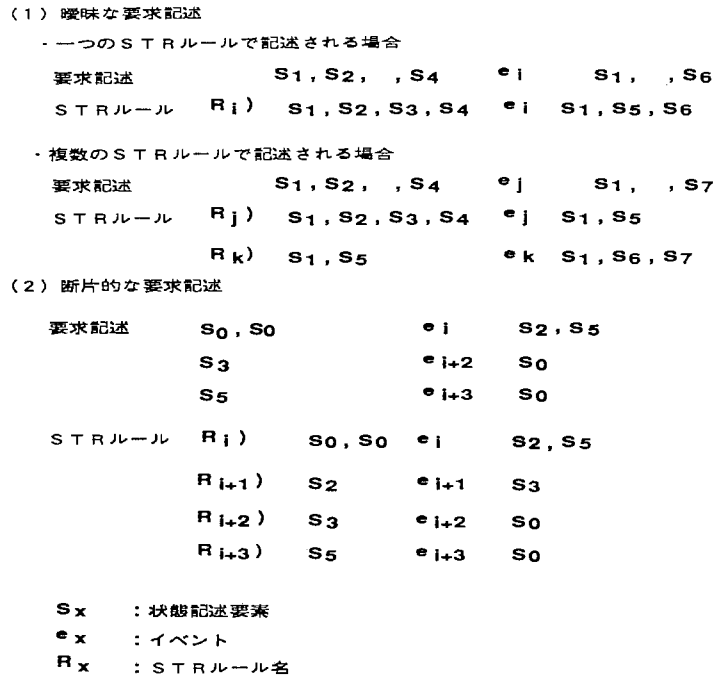 (1) 曖昧な要求記述
・一つのSTRルールで記述される場合
要求記述 S1, S2, , S4 ei S1, , S6
STRルール Ri) S1, S2, S3, S4 ei S1, S5, S6
・複数のSTRルールで記述される場合
要求記述 S1, S2, , S4 ej S1, , S7
STRルール Rj) S1, S2, S3, S4 ej S1, S5
Rk) S1, S5 ek S1, S6, S7
(2) 断片的な要求記述
要求記述 S0, S0 ei S2, S5
S3 ei+2 S0
S5 ei+3 S0
STRルール Ri) S0, S0 ei S2, S5
Ri+1) S2 ei+1 S3
Ri+2) S3 ei+2 S0
Ri+3) S5 ei+3 S0
Sx :状態記述要素
ex :イベント
Rx :STRルール名